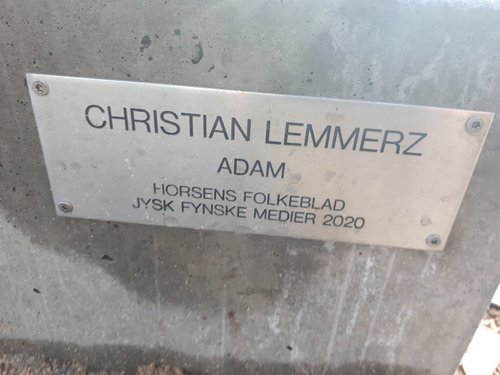 CHRISTIAN LEMMERZ
ADAM
HORSENS FOLKEBLAD
JYSK FYNSKE MEDIER 2020